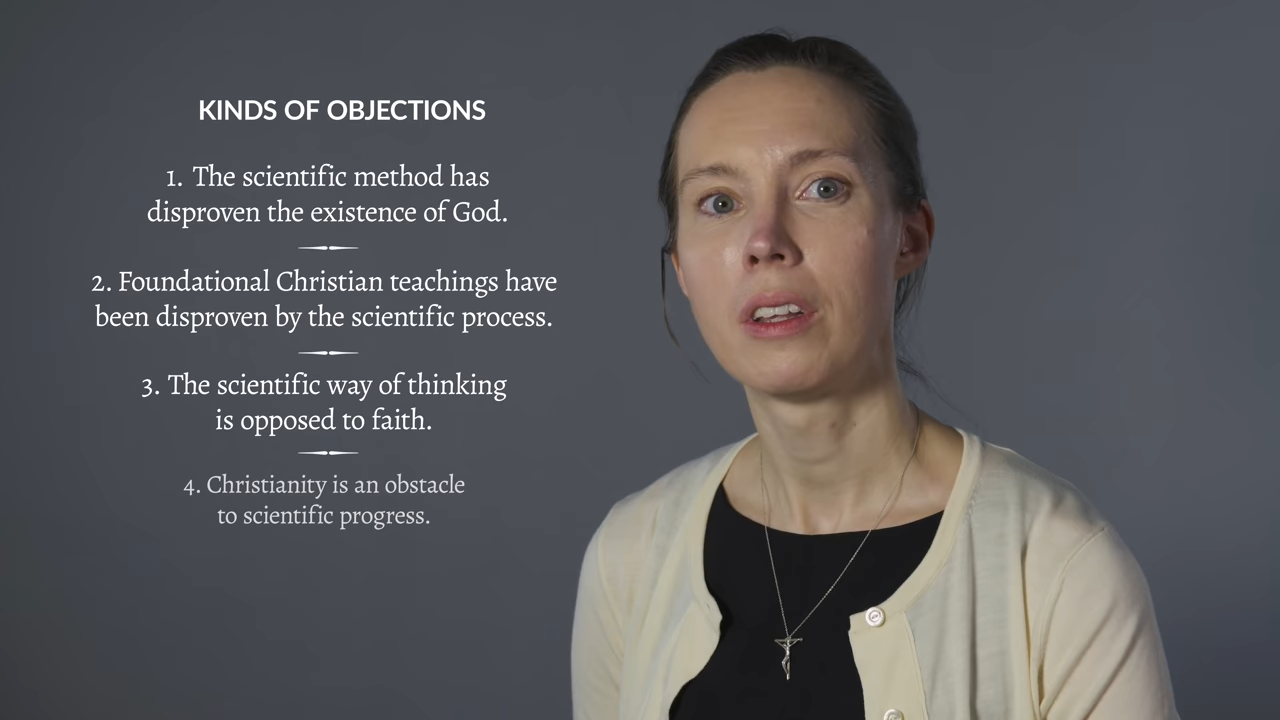 KINDS OF OBJECTIONS
1. The scientific method has
disproven the existence of God.
2. Foundational Christian teachings have
been disproven by the scientific process.
3. The scientific way of thinking
is opposed to faith.
4. Christianity is an obstacle
to scientific progress.